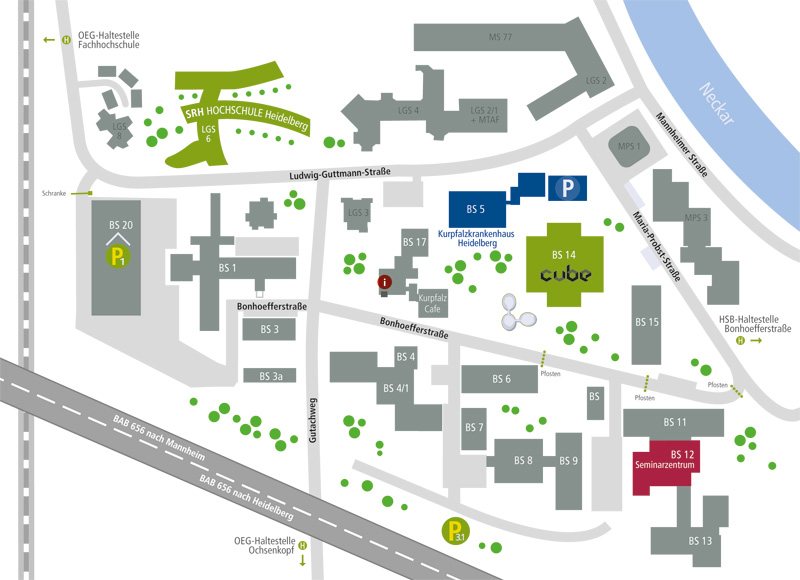 OEG-Haltestelle
Fachhochschule
H
MS 77
LGS 2
LGS 4
LGS 2/1
+ MTAF
SRH HOCHSCHULE Heidelberg
LGS
6
LGS
8
Neckar
Mannheimer Straße
MPS 1
Ludwig-Guttmann-Straße
Schranke
BS 20
P1
BS 1
LGS 3
BS 17
i
Kurpfalz
Cafe
BS 5
Kurpfalzkrankenhaus
Heidelberg
P
BS 14
cube
MPS 3
Maria-Probst-Straße
HSB-Haltestelle
Bonhoefferstraße
H
Bonhoefferstraße
Bonhoefferstraße
BS 3
BS 3a
BS 15
BS 4
BS 4/1
BS 6
BS
BS 7
BS 8
BS 9
Pfosten
Pfosten
Pfosten
BS 11
BS 12
Seminarzentrum
BS 13
Gutachweg
BAB 656 nach Mannheim
BAB 656 nach Heidelberg
P3.1
OEG-Haltestelle
Ochsenkopf
H